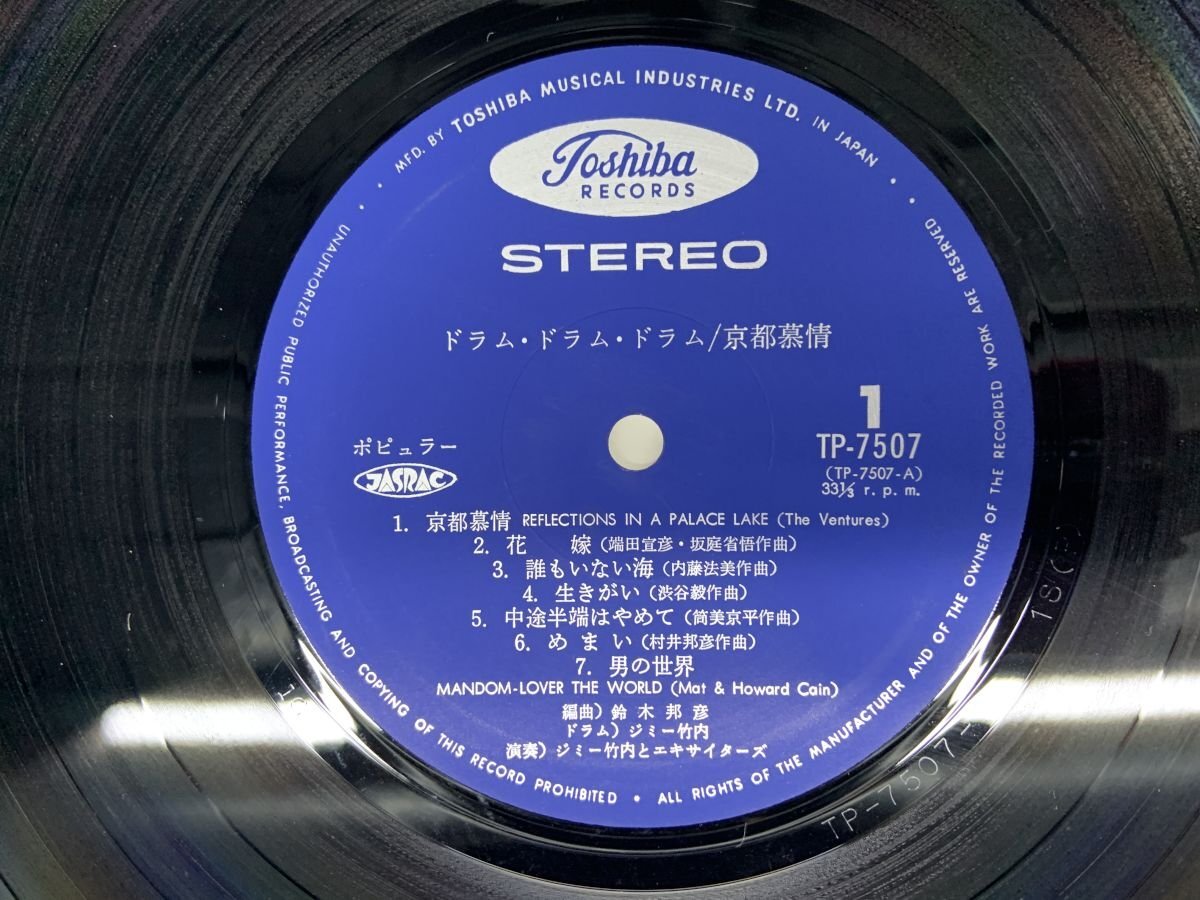 MFD. BY TOSHIBA MUSICAL INDUSTRIES LTD. IN JAPAN
Toshiba
RECORDS
STEREO
ドラム・ドラム・ドラム/京都慕情
1
ポピュラー
TP-7507
JASRAC
(TP-7507-A)
33⅓ r. p. m.
1. 京都慕情 REFLECTIONS IN A PALACE LAKE (The Ventures)
2. 花 嫁 (端田宣彦・坂庭省悟作曲)
3. 誰もいない海 (内藤法美作曲)
4. 生きがい (渋谷毅作曲)
5. 中途半端はやめて (筒美京平作曲)
6. めまい (村井邦彦作曲)
7. 男の世界
MANDOM-LOVER THE WORLD (Mat & Howard Cain)
編曲) 鈴木邦彦
ドラム) ジミー竹内
演奏) ジミー竹内とエキサイターズ
UNAUTHORIZED PUBLIC PERFORMANCE, BROADCASTING AND COPYING OF THIS RECORD PROHIBITED • ALL RIGHTS OF THE MANUFACTURER AND OF THE OWNER OF THE RECORDED WORK ARE RESERVED
TP-7507-